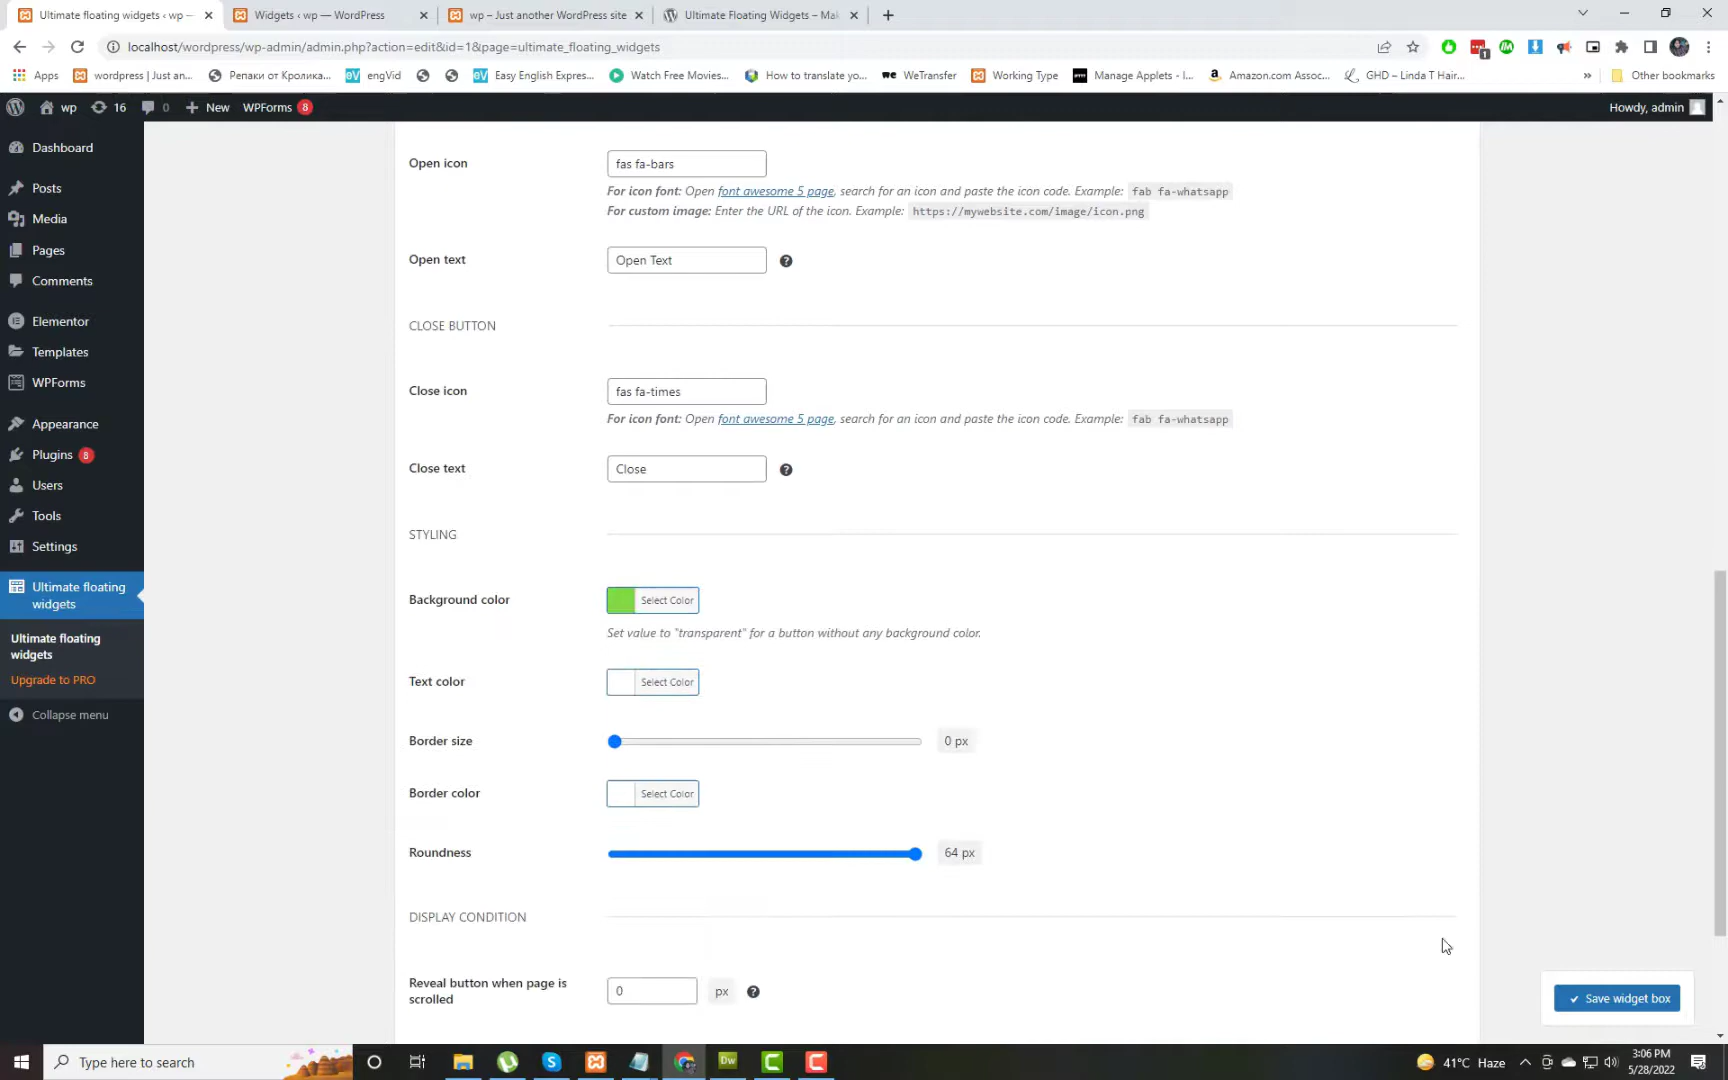 Ultimate floating widgets ‹ wp —
Widgets ‹ wp — WordPress
wp – Just another WordPress site
Ultimate Floating Widgets – Mak
localhost/wordpress/wp-admin/admin.php?action=edit&id=1&page=ultimate_floating_widgets
1
Apps
wordpress | Just an...
Репаки от Кролика...
engVid
Easy English Expres...
Watch Free Movies...
How to translate yo...
WeTransfer
Working Type
Manage Applets - I...
Amazon.com Assoc...
GHD – Linda T Hair...
»
Other bookmarks
wp
16
0
New
WPForms 8
Howdy, admin
Dashboard
Posts
Media
Pages
Comments
Elementor
Templates
WPForms
Appearance
Plugins 8
Users
Tools
Settings
Ultimate floating
widgets
Ultimate floating
widgets
Upgrade to PRO
Collapse menu
Open icon
fas fa-bars
For icon font: Open font awesome 5 page, search for an icon and paste the icon code. Example: fab fa-whatsapp
For custom image: Enter the URL of the icon. Example: https://mywebsite.com/image/icon.png
Open text
Open Text
CLOSE BUTTON
Close icon
fas fa-times
For icon font: Open font awesome 5 page, search for an icon and paste the icon code. Example: fab fa-whatsapp
Close text
Close
STYLING
Background color
Select Color
Set value to "transparent" for a button without any background color.
Text color
Select Color
Border size
0 px
Border color
Select Color
Roundness
64 px
DISPLAY CONDITION
Reveal button when page is
scrolled
0
px
Save widget box
Type here to search
Dw
41°C Haze
3:06 PM
5/28/2022